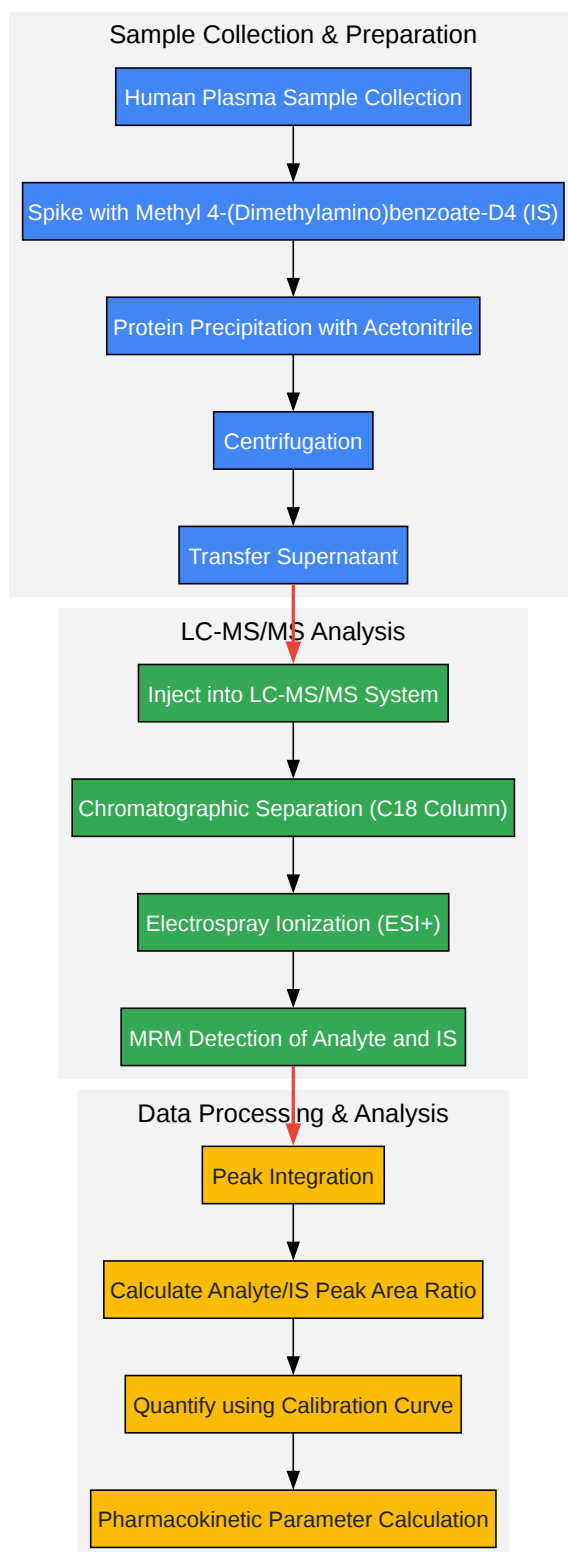 Sample Collection & Preparation
Human Plasma Sample Collection
Spike with Methyl 4-(Dimethylamino)benzoate-D4 (IS)
Protein Precipitation with Acetonitrile
Centrifugation
Transfer Supernatant
LC-MS/MS Analysis
Inject into LC-MS/MS System
Chromatographic Separation (C18 Column)
Electrospray Ionization (ESI+)
MRM Detection of Analyte and IS
Data Processing & Analysis
Peak Integration
Calculate Analyte/IS Peak Area Ratio
Quantify using Calibration Curve
Pharmacokinetic Parameter Calculation